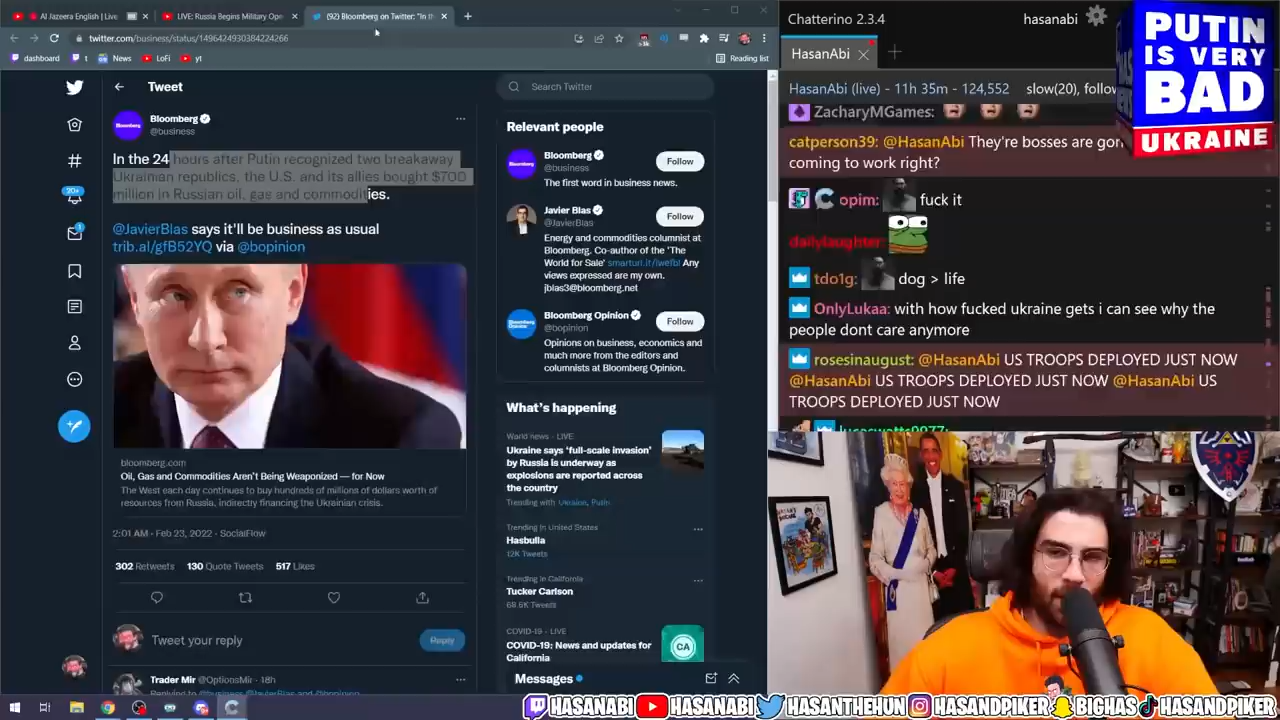 Al Jazeera English | Live
LIVE: Russia Begins Military Ope
(92) Bloomberg on Twitter: "In th
twitter.com/business/status/1496424930384224266
dashboard
t
News
LoFi
yt
Reading list
Tweet
Bloomberg
@business
In the 24 hours after Putin recognized two breakaway
Ukrainian republics, the U.S. and its allies bought $700
million in Russian oil, gas and commodities.
@JavierBlas says it'll be business as usual
trib.al/gfB52YQ via @bopinion
bloomberg.com
Oil, Gas and Commodities Aren't Being Weaponized — for Now
The West each day continues to buy hundreds of millions of dollars worth of
resources from Russia, indirectly financing the Ukrainian crisis.
2:01 AM - Feb 23, 2022 - SocialFlow
302 Retweets 130 Quote Tweets 517 Likes
Tweet your reply
Reply
Trader Mir @OptionsMir · 18h
Replying to @business @JavierBlas and @bopinion
20+
1
Search Twitter
Relevant people
Bloomberg
@business
Follow
The first word in business news.
Javier Blas
@JavierBlas
Follow
Energy and commodities columnist at
Bloomberg. Co-author of the 'The
World for Sale' smarturl.it/iwefbl Any
views expressed are my own.
jblas3@bloomberg.net
Bloomberg Opinion
@bopinion
Follow
Opinions on business, economics and
much more from the editors and
columnists at Bloomberg Opinion.
What's happening
World news · LIVE
Ukraine says 'full-scale invasion'
by Russia is underway as
explosions are reported across
the country
Trending with Ukraine, Putin
Trending in United States
Hasbulla
12K Tweets
Trending in California
Tucker Carlson
68.6K Tweets
COVID-19 · LIVE
COVID-19: News and updates for
California
Messages
Chatterino 2.3.4
hasanabi
HasanAbi
HasanAbi (live) - 11h 35m - 124,552
slow(20), follow
ZacharyMGames:
catperson39: @HasanAbi They're bosses are gon
coming to work right?
opim: fuck it
dailylaughter:
tdo1g: dog > life
OnlyLukaa: with how fucked ukraine gets i can see why the
people dont care anymore
rosesinaugust: @HasanAbi US TROOPS DEPLOYED JUST NOW
@HasanAbi US TROOPS DEPLOYED JUST NOW @HasanAbi US
TROOPS DEPLOYED JUST NOW
PUTIN
IS VERY
BAD
UKRAINE
HASANABI
HASANABI
HASANTHEHUN
HASANDPIKER
BIGHAS
HASANDPIKER